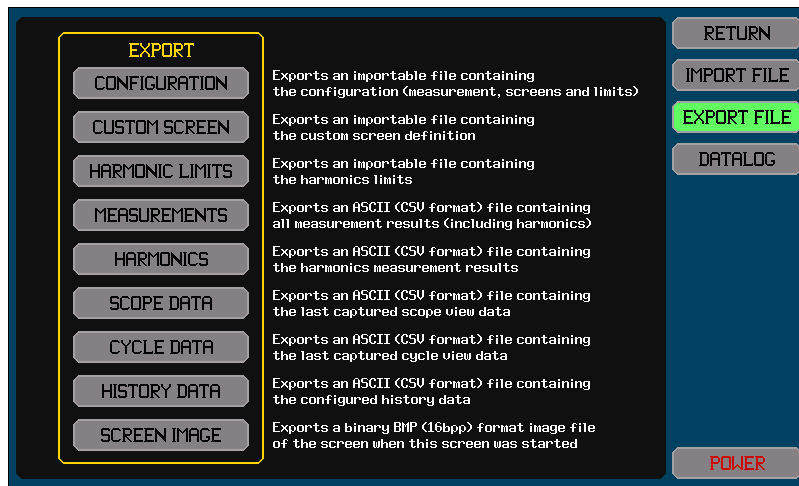 EXPORT
CONFIGURATION
Exports an importable file containing
the configuration (measurement, screens and limits)
CUSTOM SCREEN
Exports an importable file containing
the custom screen definition
HARMONIC LIMITS
Exports an importable file containing
the harmonics limits
MEASUREMENTS
Exports an ASCII (CSV format) file containing
all measurement results (including harmonics)
HARMONICS
Exports an ASCII (CSV format) file containing
the harmonics measurement results
SCOPE DATA
Exports an ASCII (CSV format) file containing
the last captured scope view data
CYCLE DATA
Exports an ASCII (CSV format) file containing
the last captured cycle view data
HISTORY DATA
Exports an ASCII (CSV format) file containing
the configured history data
SCREEN IMAGE
Exports a binary BMP (16bpp) format image file
of the screen when this screen was started
RETURN
IMPORT FILE
EXPORT FILE
DATALOG
POWER